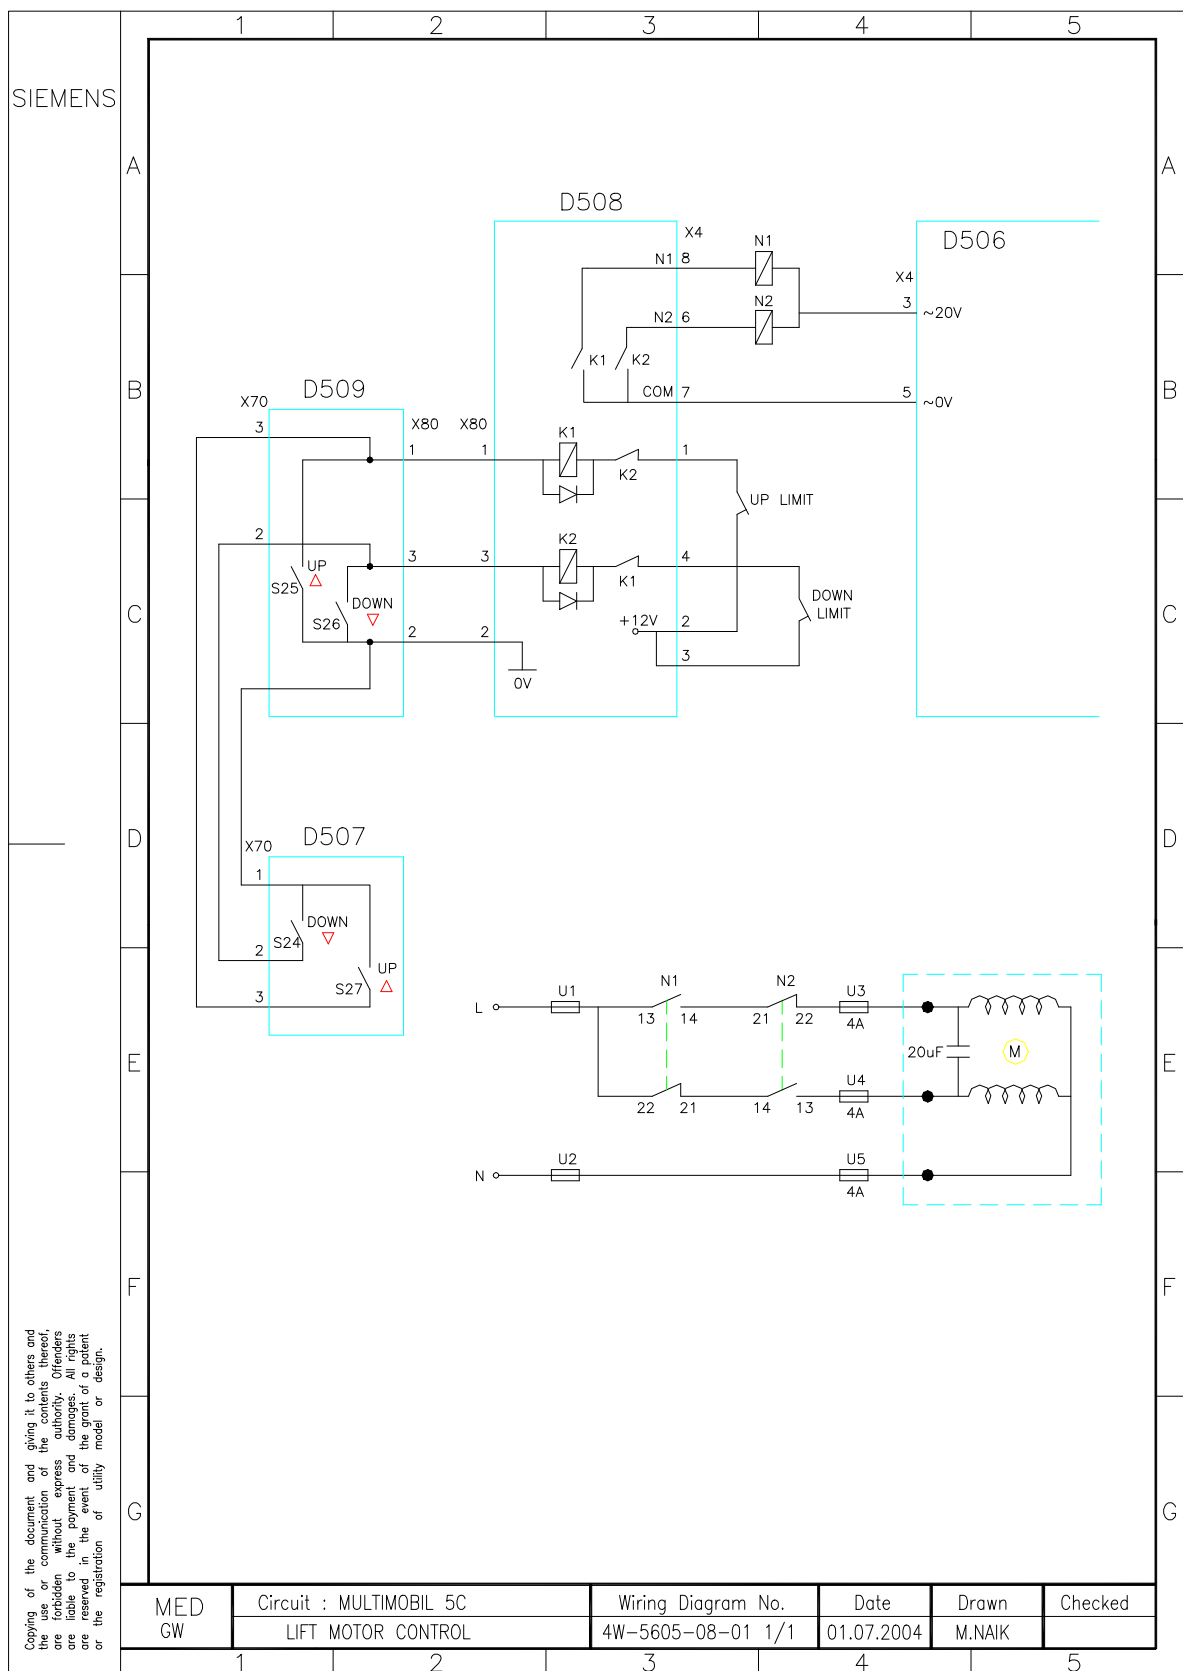 1 2 3 4 5
SIEMENS
A A
D508
D506
X4
N1 8
N1
X4
N2 6
N2
3 ~20V
K1 K2
B B
COM 7
5 ~0V
D509
X70
3
X80 X80
1 1
K1
K2
1
UP LIMIT
2
3 3
K2
K1
4
UP
S25
DOWN
S26
DOWN
LIMIT
C C
+12V 2
2 2
3
0V
D D
D507
X70
1
DOWN
S24
2
UP
S27
3
L
U1
N1
13 14
N2
21 22
U3
4A
20uF
M
E E
22 21
14 13
U4
4A
N
U2
U5
4A
F F
G G
Copying of the document and giving it to others and
the use or communication of the contents thereof,
are forbidden without express authority. Offenders
are liable to the payment and damages. All rights
are reserved in the event of the grant of a patent
or the registration of utility model or design.
MED
GW
Circuit : MULTIMOBIL 5C
LIFT MOTOR CONTROL
Wiring Diagram No.
4W-5605-08-01 1/1
Date
01.07.2004
Drawn
M.NAIK
Checked
1 2 3 4 5